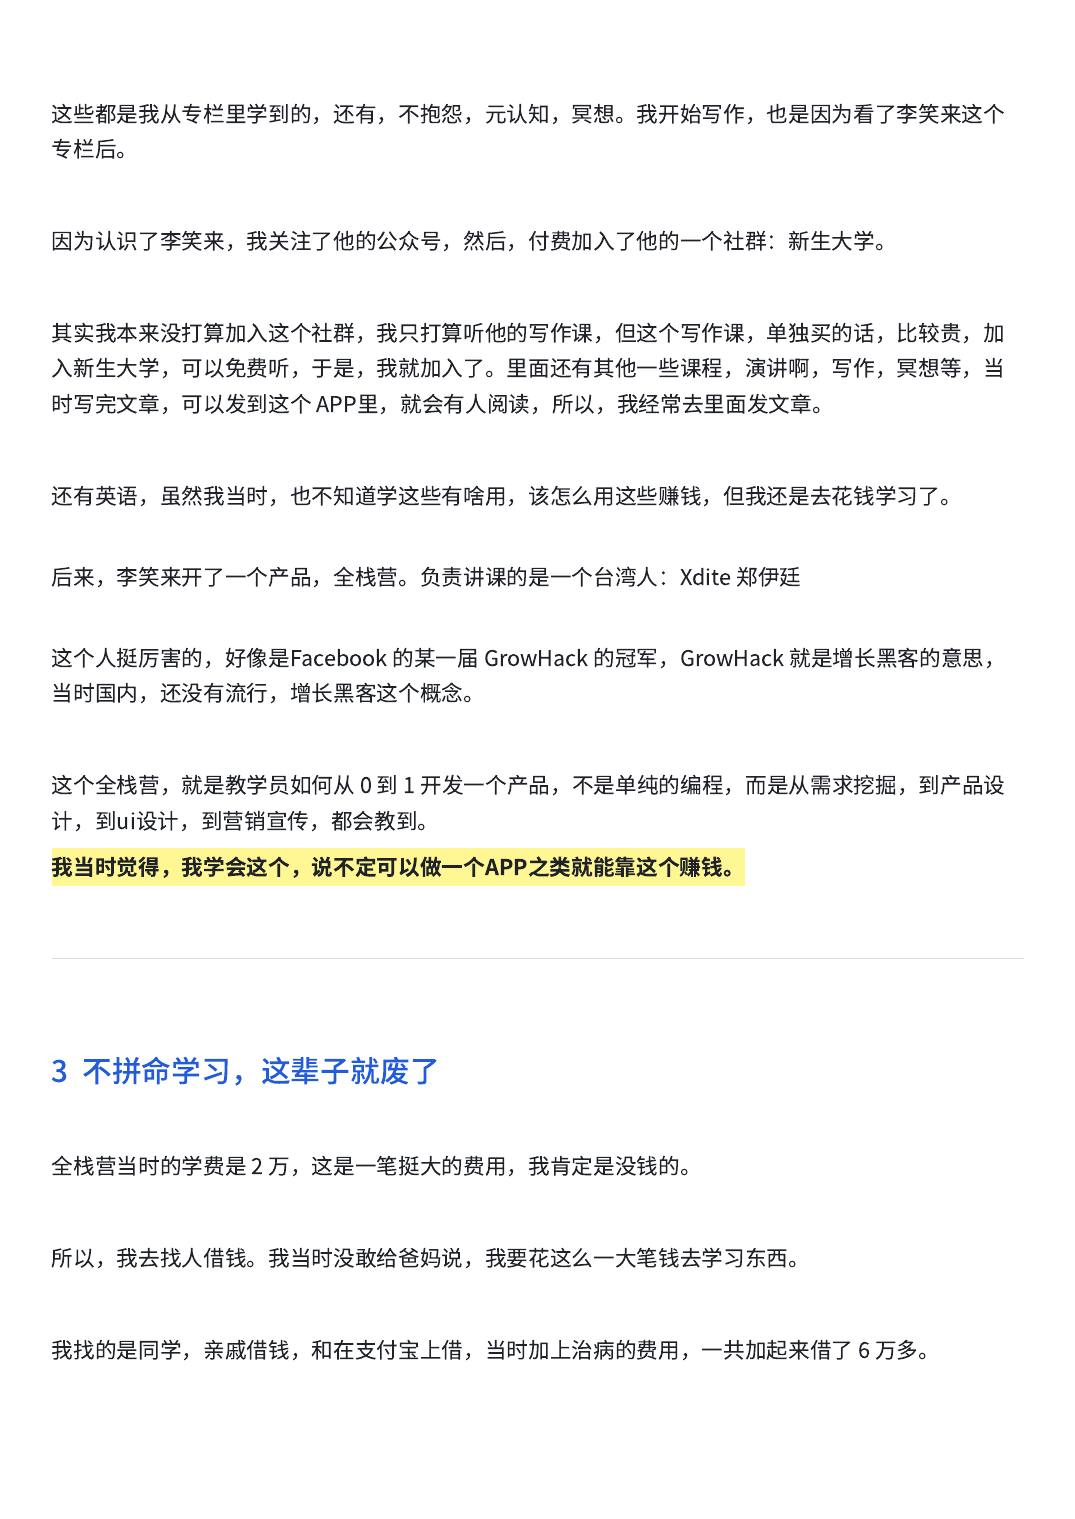 这些都是我从专栏里学到的，还有，不抱怨，元认知，冥想。我开始写作，也是因为看了李笑来这个
专栏后。
因为认识了李笑来，我关注了他的公众号，然后，付费加入了他的一个社群：新生大学。
其实我本来没打算加入这个社群，我只打算听他的写作课，但这个写作课，单独买的话，比较贵，加
入新生大学，可以免费听，于是，我就加入了。里面还有其他一些课程，演讲啊，写作，冥想等，当
时写完文章，可以发到这个 APP里，就会有人阅读，所以，我经常去里面发文章。
还有英语，虽然我当时，也不知道学这些有啥用，该怎么用这些赚钱，但我还是去花钱学习了。
后来，李笑来开了一个产品，全栈营。负责讲课的是一个台湾人：Xdite 郑伊廷
这个人挺厉害的，好像是Facebook 的某一届 GrowHack 的冠军，GrowHack 就是增长黑客的意思，
当时国内，还没有流行，增长黑客这个概念。
这个全栈营，就是教学员如何从 0 到 1 开发一个产品，不是单纯的编程，而是从需求挖掘，到产品设
计，到ui设计，到营销宣传，都会教到。
我当时觉得，我学会这个，说不定可以做一个APP之类就能靠这个赚钱。
3 不拼命学习，这辈子就废了
全栈营当时的学费是 2 万，这是一笔挺大的费用，我肯定是没钱的。
所以，我去找人借钱。我当时没敢给爸妈说，我要花这么一大笔钱去学习东西。
我找的是同学，亲戚借钱，和在支付宝上借，当时加上治病的费用，一共加起来借了 6 万多。